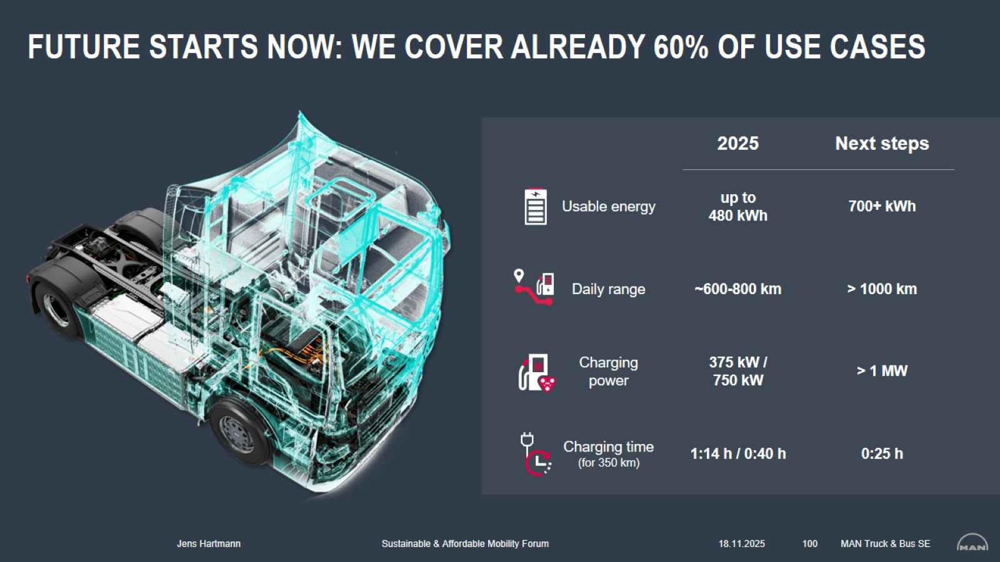 FUTURE STARTS NOW: WE COVER ALREADY 60% OF USE CASES
2025
Next steps
Usable energy
up to
480 kWh
700+ kWh
Daily range
~600-800 km
> 1000 km
Charging
power
375 kW /
750 kW
> 1 MW
Charging time
(for 350 km)
1:14 h / 0:40 h
0:25 h
Jens Hartmann
Sustainable & Affordable Mobility Forum
18.11.2025
100
MAN Truck & Bus SE
MAN